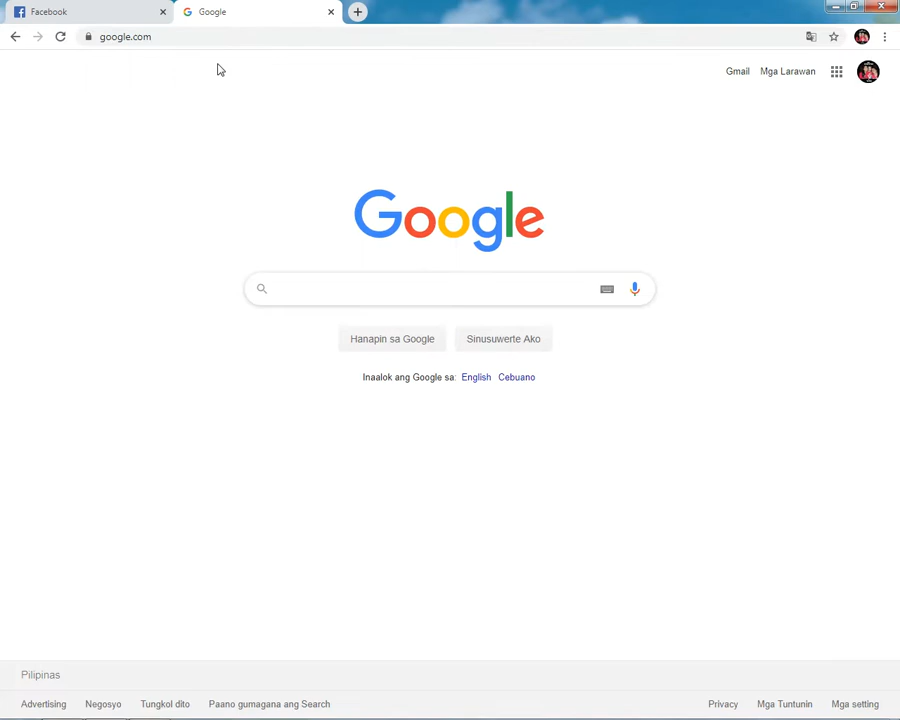 Facebook
Google
google.com
Gmail Mga Larawan
Google
Hanapin sa Google Sinusuwerte Ako
Inaalok ang Google sa: English Cebuano
Pilipinas
Advertising Negosyo Tungkol dito Paano gumagana ang Search Privacy Mga Tuntunin Mga setting